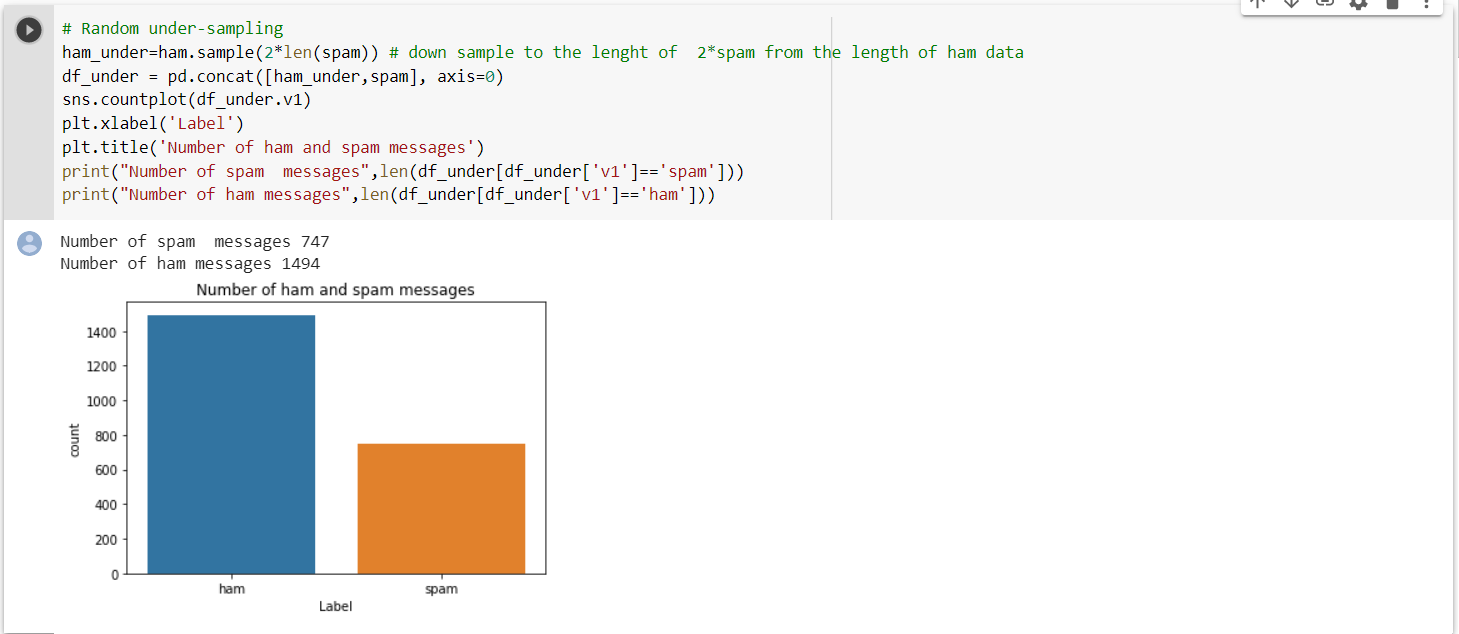 # Random under-sampling
ham_under=ham.sample(2*len(spam)) # down sample to the lenght of  2*spam from the length of ham data
df_under = pd.concat([ham_under,spam], axis=0)
sns.countplot(df_under.v1)
plt.xlabel('Label')
plt.title('Number of ham and spam messages')
print("Number of spam  messages",len(df_under[df_under['v1']=='spam']))
print("Number of ham messages",len(df_under[df_under['v1']=='ham']))
Number of spam  messages 747
Number of ham messages 1494
Number of ham and spam messages
1400
1200
1000
800
600
400
200
0
count
ham spam
Label